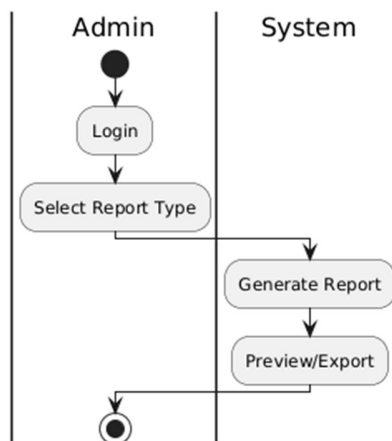 Admin
System
Login
Select Report Type
Generate Report
Preview/Export